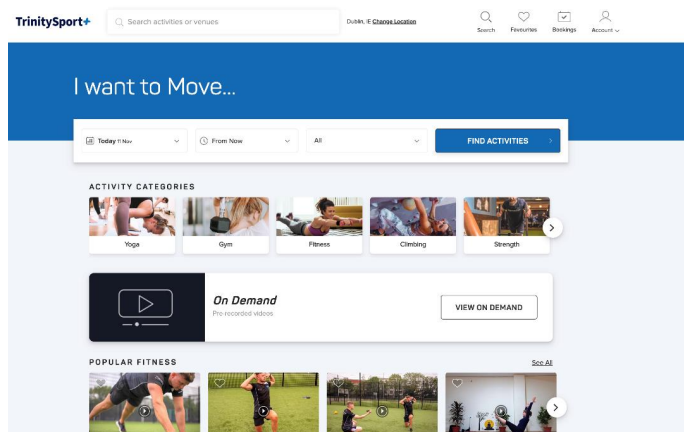 TrinitySport+
Search activities or venues
Dublin, IE Change Location
Search
Favourites
Bookings
Account
I want to Move...
Today 11 Nov
From Now
All
FIND ACTIVITIES
ACTIVITY CATEGORIES
Yoga
Gym
Fitness
Climbing
Strength
On Demand
Pre-recorded videos
VIEW ON DEMAND
POPULAR FITNESS
See All